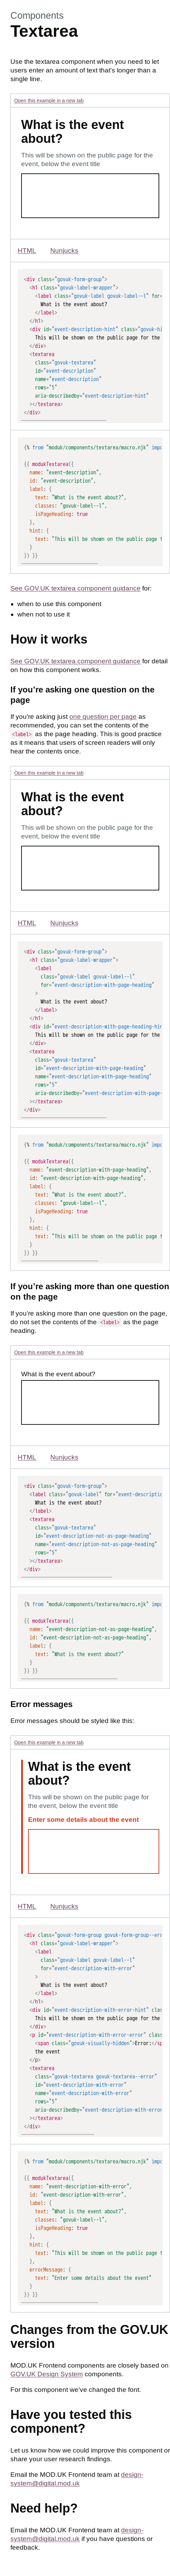 Components
Textarea
Use the textarea component when you need to let
users enter an amount of text that's longer than a
single line.
Open this example in a new tab
What is the event
about?
This will be shown on the public page for the
event, below the event title
HTML Nunjucks
<div class="govuk-form-group">
<h1 class="govuk-label-wrapper">
<label class="govuk-label govuk-label--l" for=
What is the event about?
</label>
</h1>
<div id="event-description-hint" class="govuk-hi
This will be shown on the public page for the
</div>
<textarea
class="govuk-textarea"
id="event-description"
name="event-description"
rows="5"
aria-describedby="event-description-hint"
></textarea>
</div>
{% from "moduk/components/textarea/macro.njk" impo
{{ modukTextarea({
name: "event-description",
id: "event-description",
label: {
text: "What is the event about?",
classes: "govuk-label--l",
isPageHeading: true
},
hint: {
text: "This will be shown on the public page f
}
}) }}
See GOV.UK textarea component guidance for:
• when to use this component
• when not to use it
How it works
See GOV.UK textarea component guidance for detail
on how this component works.
If you're asking one question on the
page
If you're asking just one question per page as
recommended, you can set the contents of the
<label> as the page heading. This is good practice
as it means that users of screen readers will only
hear the contents once.
Open this example in a new tab
What is the event
about?
This will be shown on the public page for the
event, below the event title
HTML Nunjucks
<div class="govuk-form-group">
<h1 class="govuk-label-wrapper">
<label
class="govuk-label govuk-label--l"
for="event-description-with-page-heading"
>
What is the event about?
</label>
</h1>
<div id="event-description-with-page-heading-hin
This will be shown on the public page for the
</div>
<textarea
class="govuk-textarea"
id="event-description-with-page-heading"
name="event-description-with-page-heading"
rows="5"
aria-describedby="event-description-with-page-
></textarea>
</div>
{% from "moduk/components/textarea/macro.njk" impo
{{ modukTextarea({
name: "event-description-with-page-heading",
id: "event-description-with-page-heading",
label: {
text: "What is the event about?",
classes: "govuk-label--l",
isPageHeading: true
},
hint: {
text: "This will be shown on the public page f
}
}) }}
If you're asking more than one question
on the page
If you're asking more than one question on the page,
do not set the contents of the <label> as the page
heading.
Open this example in a new tab
What is the event about?
HTML Nunjucks
<div class="govuk-form-group">
<label class="govuk-label" for="event-descriptio
What is the event about?
</label>
<textarea
class="govuk-textarea"
id="event-description-not-as-page-heading"
name="event-description-not-as-page-heading"
rows="5"
></textarea>
</div>
{% from "moduk/components/textarea/macro.njk" impo
{{ modukTextarea({
name: "event-description-not-as-page-heading",
id: "event-description-not-as-page-heading",
label: {
text: "What is the event about?"
}
}) }}
Error messages
Error messages should be styled like this:
Open this example in a new tab
What is the event
about?
This will be shown on the public page for
the event, below the event title
Enter some details about the event
HTML Nunjucks
<div class="govuk-form-group govuk-form-group--err
<h1 class="govuk-label-wrapper">
<label
class="govuk-label govuk-label--l"
for="event-description-with-error"
>
What is the event about?
</label>
</h1>
<div id="event-description-with-error-hint" clas
This will be shown on the public page for the
</div>
<p id="event-description-with-error-error" class
<span class="govuk-visually-hidden">Error:</sp
the event
</p>
<textarea
class="govuk-textarea govuk-textarea--error"
id="event-description-with-error"
name="event-description-with-error"
rows="5"
aria-describedby="event-description-with-error
></textarea>
</div>
{% from "moduk/components/textarea/macro.njk" impo
{{ modukTextarea({
name: "event-description-with-error",
id: "event-description-with-error",
label: {
text: "What is the event about?",
classes: "govuk-label--l",
isPageHeading: true
},
hint: {
text: "This will be shown on the public page f
},
errorMessage: {
text: "Enter some details about the event"
}
}) }}
Changes from the GOV.UK
version
MOD.UK Frontend components are closely based on
GOV.UK Design System components.
For this component we've changed the font.
Have you tested this
component?
Let us know how we could improve this component or
share your user research findings.
Email the MOD.UK Frontend team at design-
system@digital.mod.uk
Need help?
Email the MOD.UK Frontend team at design-
system@digital.mod.uk if you have questions or
feedback.